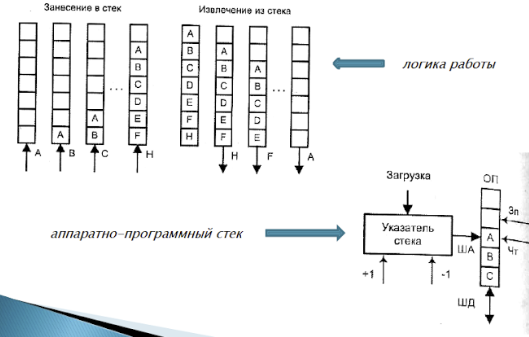 Занесение в стек Извлечение из стека
A
A B A
B C B A
C D C B
... ...
D E D C
A E F E D
A B F H F E
A B C H H F A
логика работы
аппаратно-программный стек
Загрузка
Указатель
стека
+1 -1
ША
ОП
Зп
Чт
A
B
C
ШД